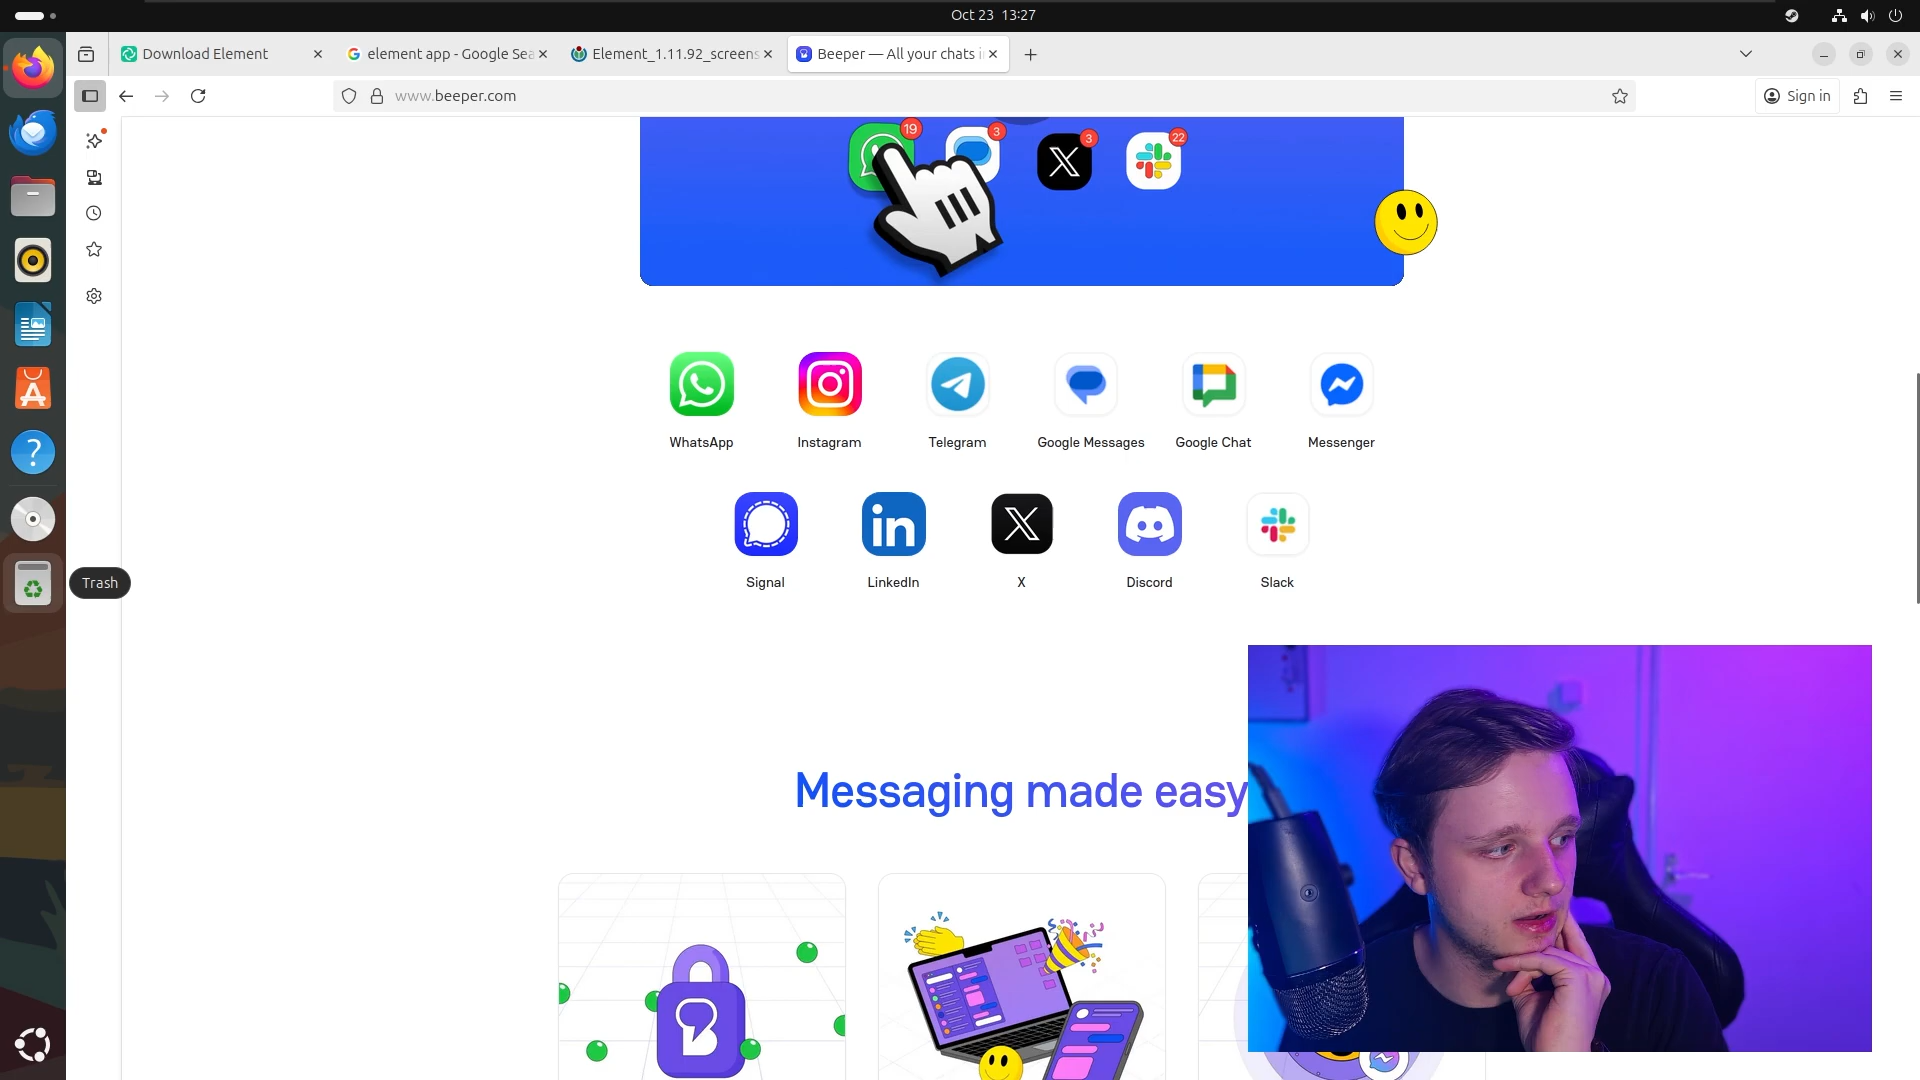 Oct 23 13:27
Download Element
element app - Google Sea
Element_1.11.92_screens
Beeper — All your chats i
www.beeper.com
Sign in
19
3
3
22
WhatsApp
Instagram
Telegram
Google Messages
Google Chat
Messenger
in
Signal
LinkedIn
X
Discord
Slack
Trash
Messaging made easy